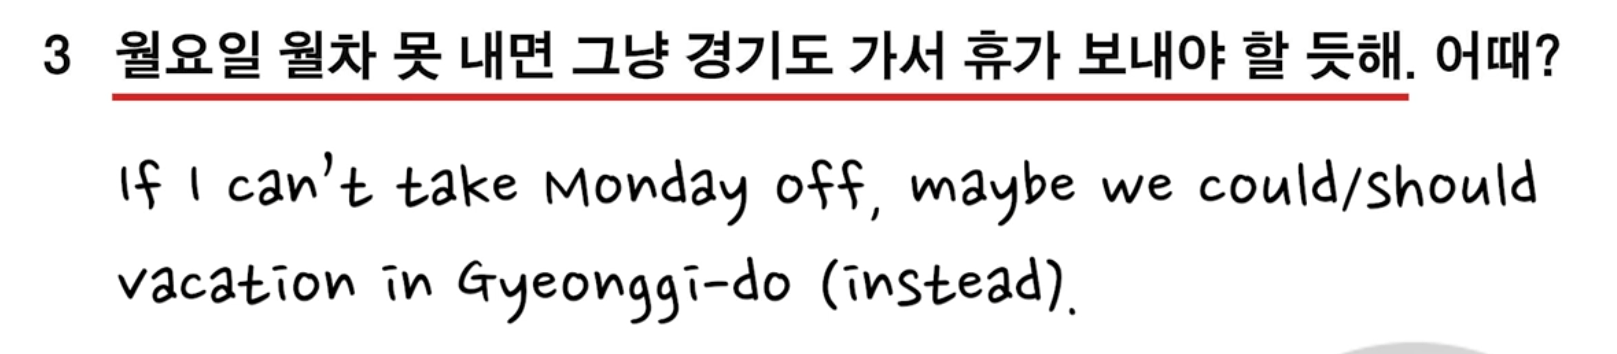 3 월요일 월차 못 내면 그냥 경기도 가서 휴가 보내야 할 듯해. 어때?
If I can't take Monday off, maybe we could/should
vacation in Gyeonggi-do (instead).